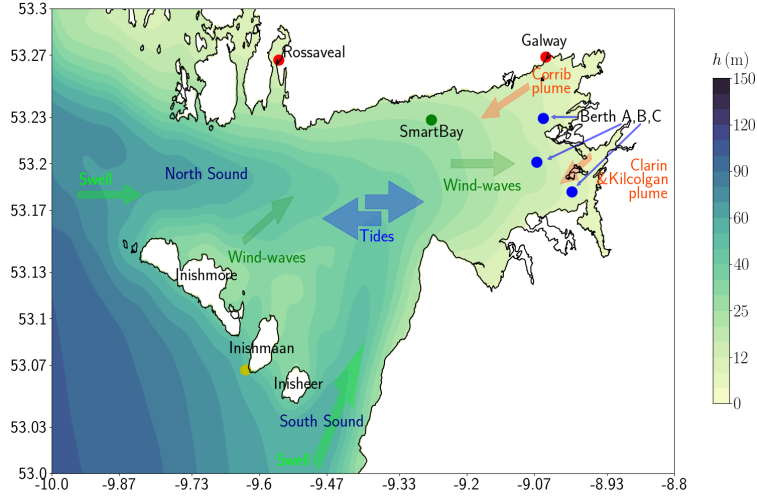 53.3
h (m)
Galway
Rossaveal
53.27
150
Corrib
plume
120
53.23
Berth A,B,C
SmartBay
90
53.2
North Sound
Clarin
&Kilcolgan
plume
Swell
Wind-waves
60
53.17
Tides
Wind-waves
40
53.13
Inishmore
25
53.1
Inishmaan
12
53.07
Inisheer
0
53.03
South Sound
Swell
53.0
-10.0 -9.87 -9.73 -9.6 -9.47 -9.33 -9.2 -9.07 -8.93 -8.8